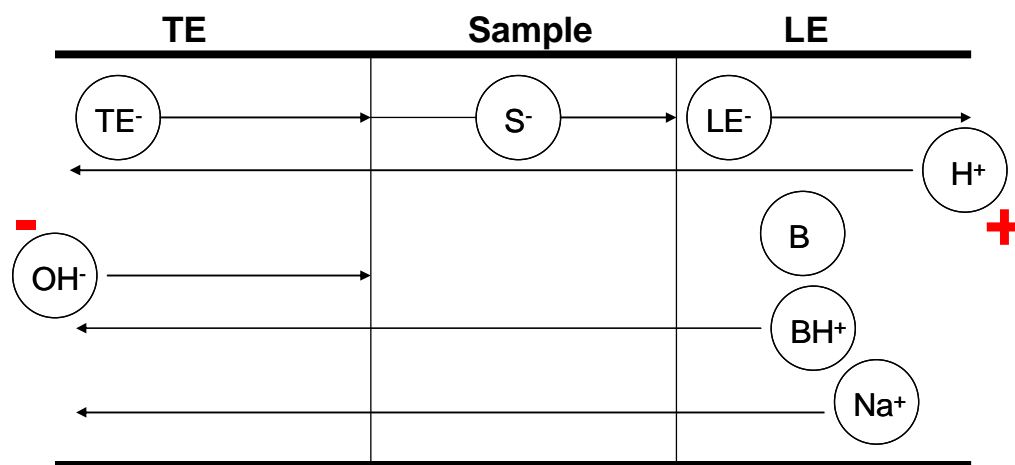 TE Sample LE
TE- S- LE-
H+
- +
B
OH-
BH+
Na+